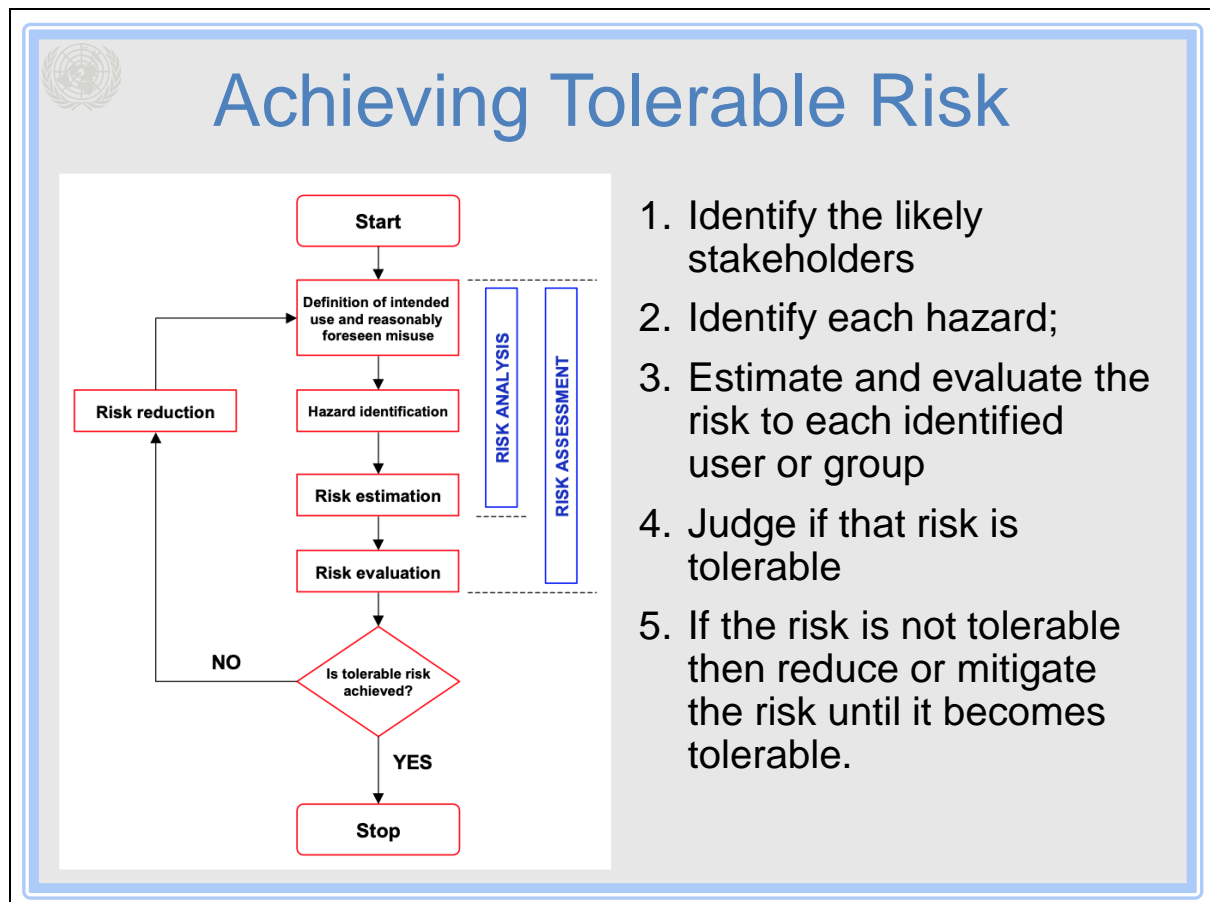 Achieving Tolerable Risk
Start
Definition of intended
use and reasonably
foreseen misuse
Risk reduction
Hazard identification
Risk estimation
Risk evaluation
RISK ANALYSIS
RISK ASSESSMENT
NO
Is tolerable risk
achieved?
YES
Stop
1. Identify the likely
stakeholders
2. Identify each hazard;
3. Estimate and evaluate the
risk to each identified
user or group
4. Judge if that risk is
tolerable
5. If the risk is not tolerable
then reduce or mitigate
the risk until it becomes
tolerable.